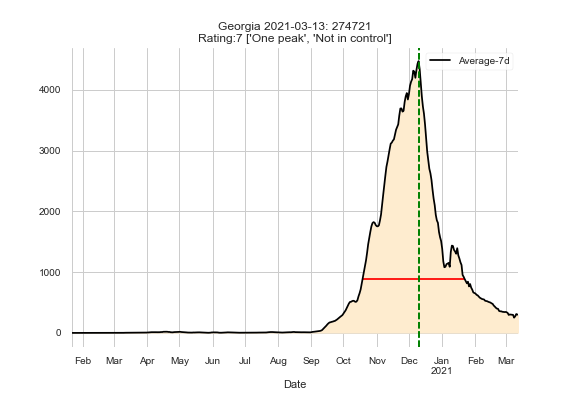 Georgia 2021-03-13: 274721
Rating:7 ['One peak', 'Not in control']
Average-7d
4000
3000
2000
1000
0
Feb Mar Apr May Jun Jul Aug Sep Oct Nov Dec Jan Feb Mar
2021
Date